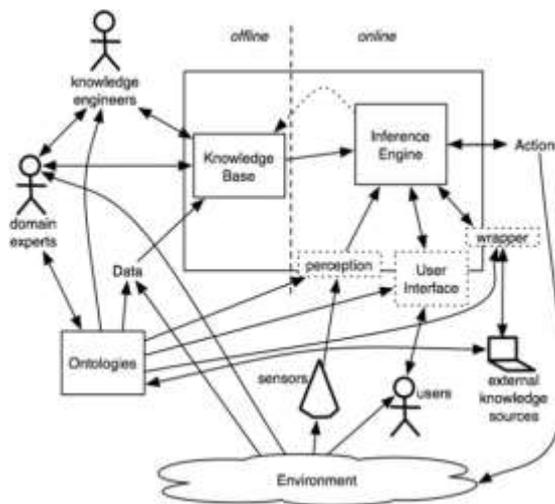 offline
online
knowledge
engineers
Knowledge
Base
Inference
Engine
Action
domain
experts
Data
perception
User
Interface
wrapper
Ontologies
sensors
users
external
knowledge
sources
Environment